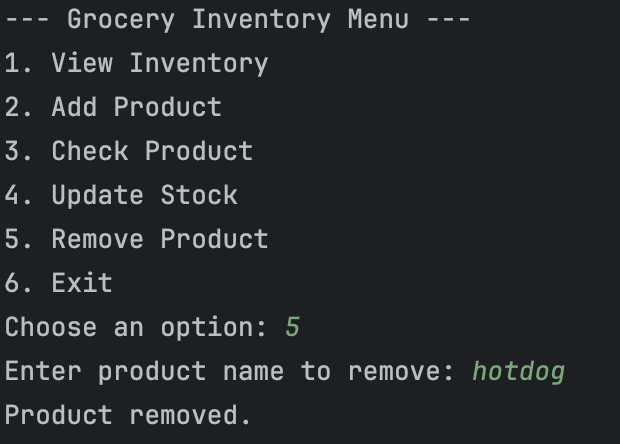 --- Grocery Inventory Menu ---
1. View Inventory
2. Add Product
3. Check Product
4. Update Stock
5. Remove Product
6. Exit
Choose an option: 5
Enter product name to remove: hotdog
Product removed.